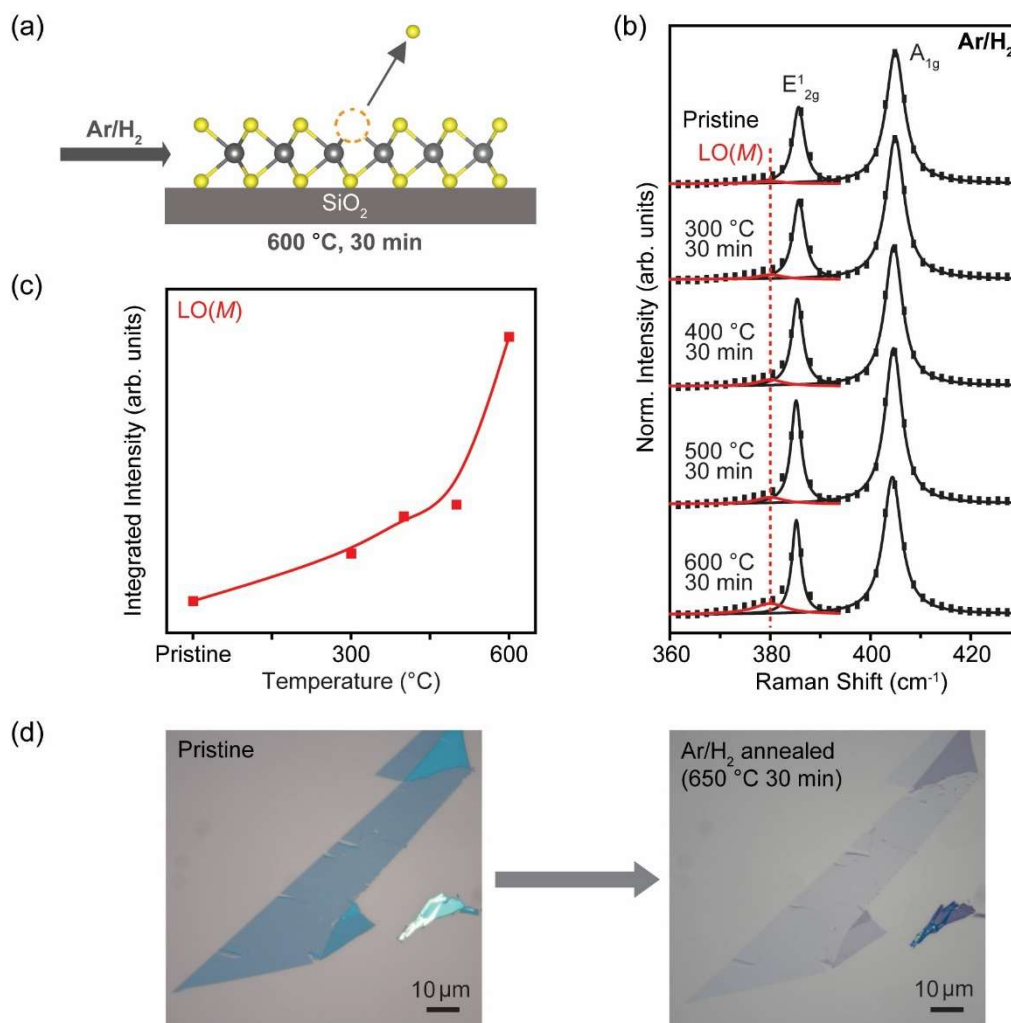 (a)
Ar/H₂
SiO₂
600 °C, 30 min
(b)
Ar/H₂
A₁g
E¹₂g
Pristine
LO(M)
300 °C
30 min
400 °C
30 min
500 °C
30 min
600 °C
30 min
Norm. Intensity (arb. units)
360 380 400 420
Raman Shift (cm⁻¹)
(c)
LO(M)
Integrated Intensity (arb. units)
Pristine 300 600
Temperature (°C)
(d)
Pristine
10 µm
Ar/H₂ annealed
(650 °C 30 min)
10 µm